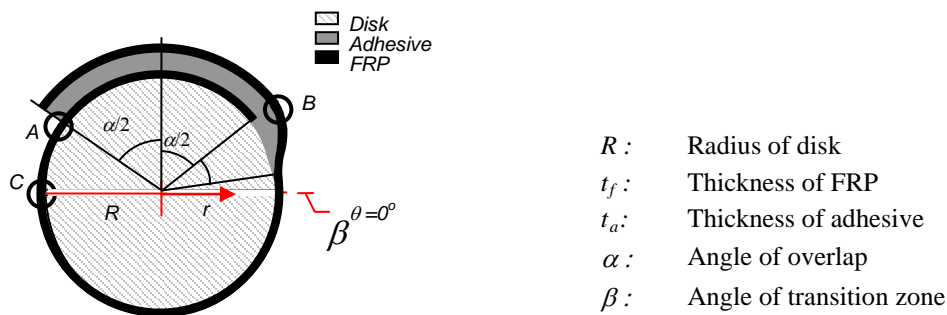 Disk
Adhesive
FRP
B
A
α/2
α/2
C
R
r
β θ=0°
R : Radius of disk
t_f : Thickness of FRP
t_a: Thickness of adhesive
α : Angle of overlap
β : Angle of transition zone